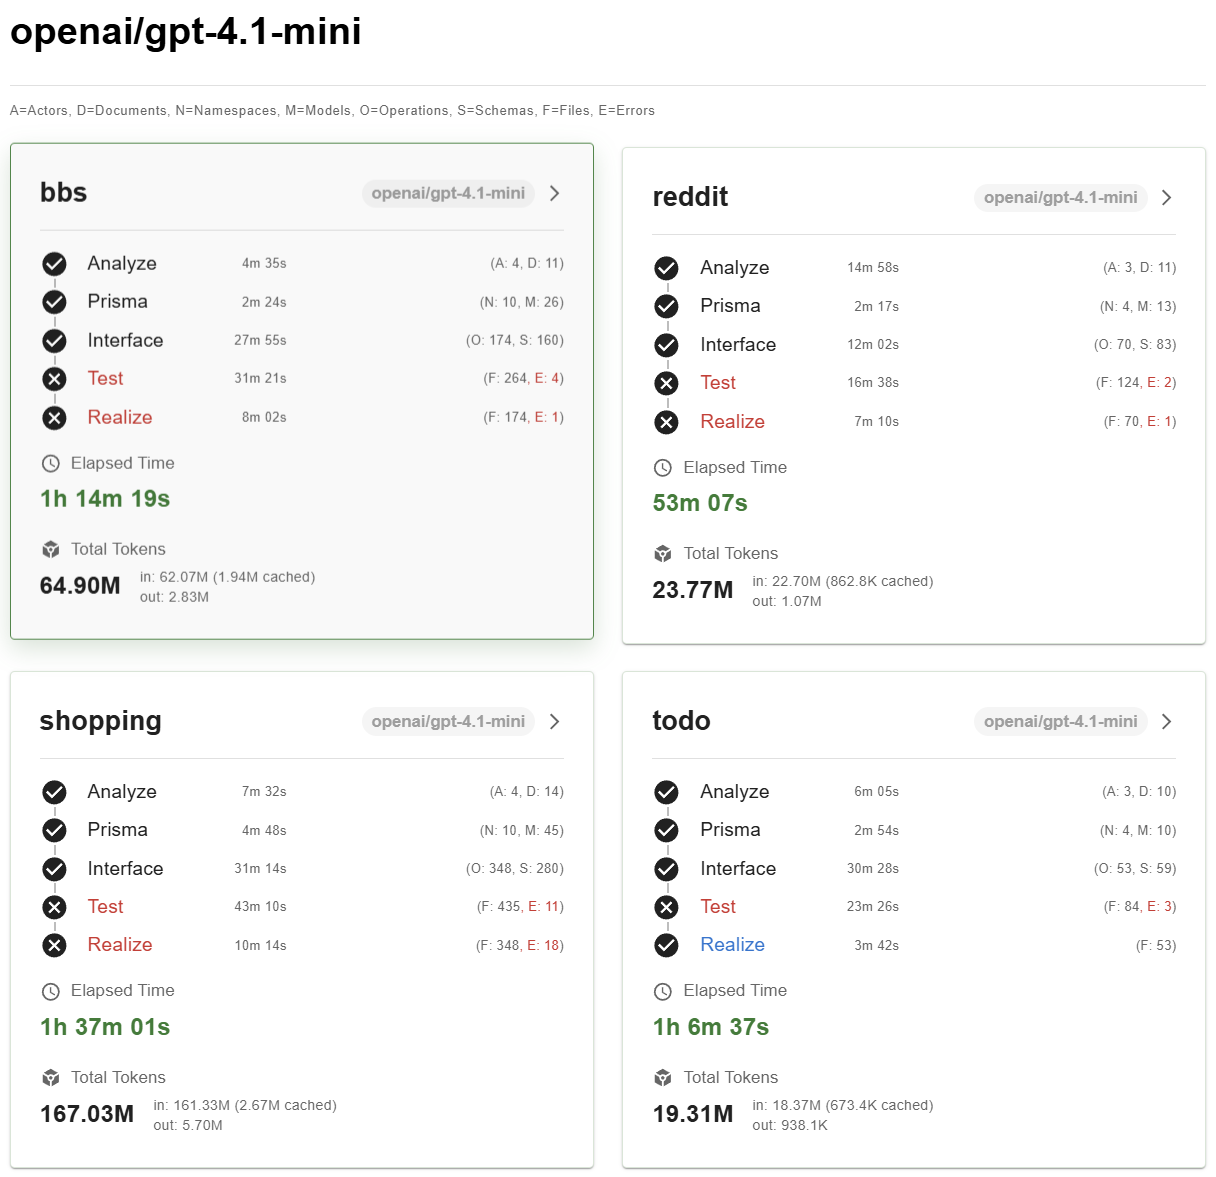 openai/gpt-4.1-mini
A=Actors, D=Documents, N=Namespaces, M=Models, O=Operations, S=Schemas, F=Files, E=Errors
bbs openai/gpt-4.1-mini
Analyze 4m 35s (A: 4, D: 11)
Prisma 2m 24s (N: 10, M: 26)
Interface 27m 55s (O: 174, S: 160)
Test 31m 21s (F: 264, E: 4)
Realize 8m 02s (F: 174, E: 1)
Elapsed Time
1h 14m 19s
Total Tokens
64.90M
in: 62.07M (1.94M cached)
out: 2.83M
reddit openai/gpt-4.1-mini
Analyze 14m 58s (A: 3, D: 11)
Prisma 2m 17s (N: 4, M: 13)
Interface 12m 02s (O: 70, S: 83)
Test 16m 38s (F: 124, E: 2)
Realize 7m 10s (F: 70, E: 1)
Elapsed Time
53m 07s
Total Tokens
23.77M
in: 22.70M (862.8K cached)
out: 1.07M
shopping openai/gpt-4.1-mini
Analyze 7m 32s (A: 4, D: 14)
Prisma 4m 48s (N: 10, M: 45)
Interface 31m 14s (O: 348, S: 280)
Test 43m 10s (F: 435, E: 11)
Realize 10m 14s (F: 348, E: 18)
Elapsed Time
1h 37m 01s
Total Tokens
167.03M
in: 161.33M (2.67M cached)
out: 5.70M
todo openai/gpt-4.1-mini
Analyze 6m 05s (A: 3, D: 10)
Prisma 2m 54s (N: 4, M: 10)
Interface 30m 28s (O: 53, S: 59)
Test 23m 26s (F: 84, E: 3)
Realize 3m 42s (F: 53)
Elapsed Time
1h 6m 37s
Total Tokens
19.31M
in: 18.37M (673.4K cached)
out: 938.1K